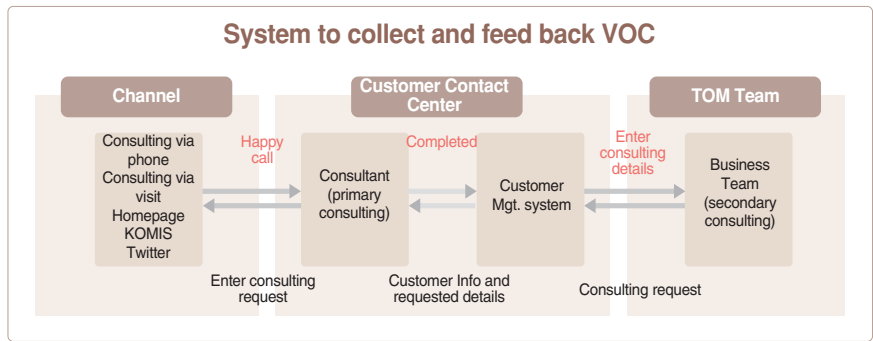 System to collect and feed back VOC
Channel
Customer Contact
Center
TOM Team
Consulting via
phone
Consulting via
visit
Homepage
KOMIS
Twitter
Happy
call
Consultant
(primary
consulting)
Completed
Customer
Mgt. system
Enter
consulting
details
Business
Team
(secondary
consulting)
Enter consulting
request
Customer Info and
requested details
Consulting request